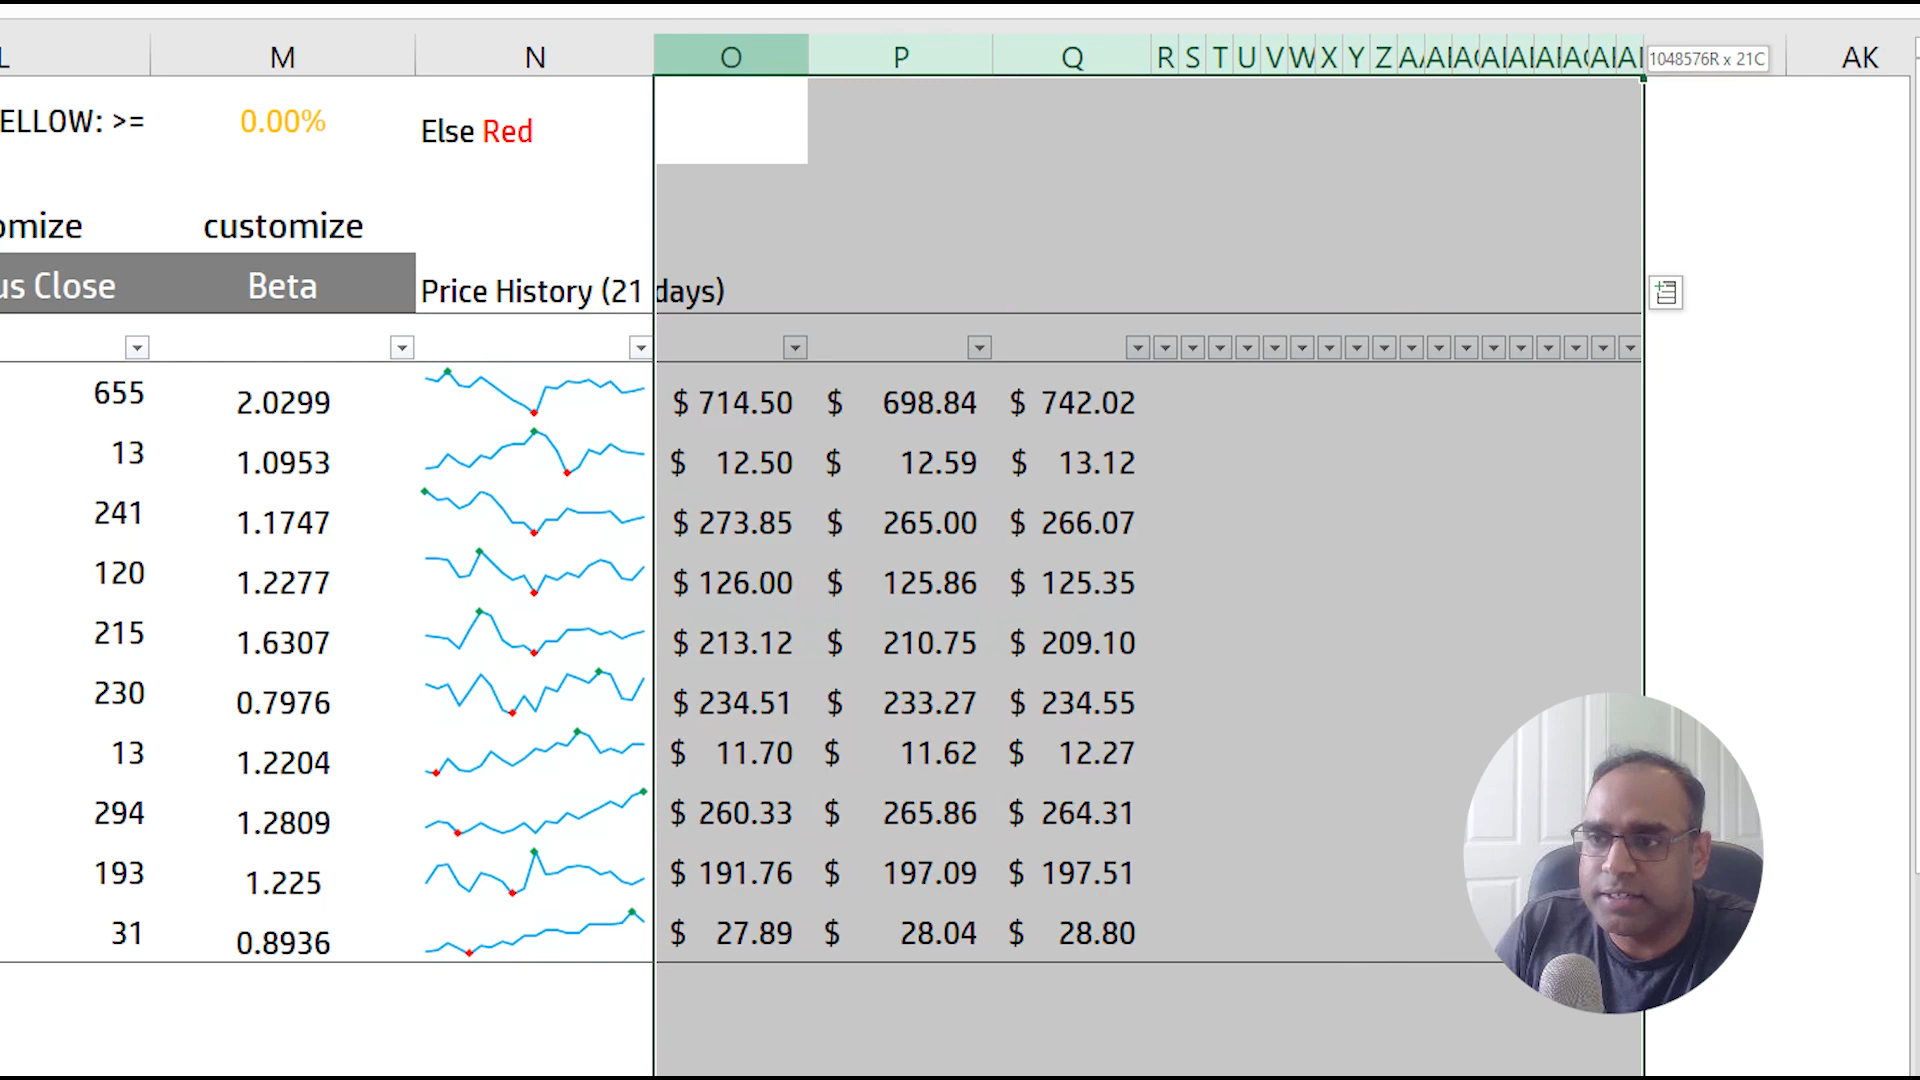 L M N O P Q R S T U V W X Y Z 1048576R x 21C AK
ELLOW: >= 0.00% Else Red
omize customize
us Close Beta Price History (21 days)
655 2.0299 $ 714.50 $ 698.84 $ 742.02
13 1.0953 $ 12.50 $ 12.59 $ 13.12
241 1.1747 $ 273.85 $ 265.00 $ 266.07
120 1.2277 $ 126.00 $ 125.86 $ 125.35
215 1.6307 $ 213.12 $ 210.75 $ 209.10
230 0.7976 $ 234.51 $ 233.27 $ 234.55
13 1.2204 $ 11.70 $ 11.62 $ 12.27
294 1.2809 $ 260.33 $ 265.86 $ 264.31
193 1.225 $ 191.76 $ 197.09 $ 197.51
31 0.8936 $ 27.89 $ 28.04 $ 28.80